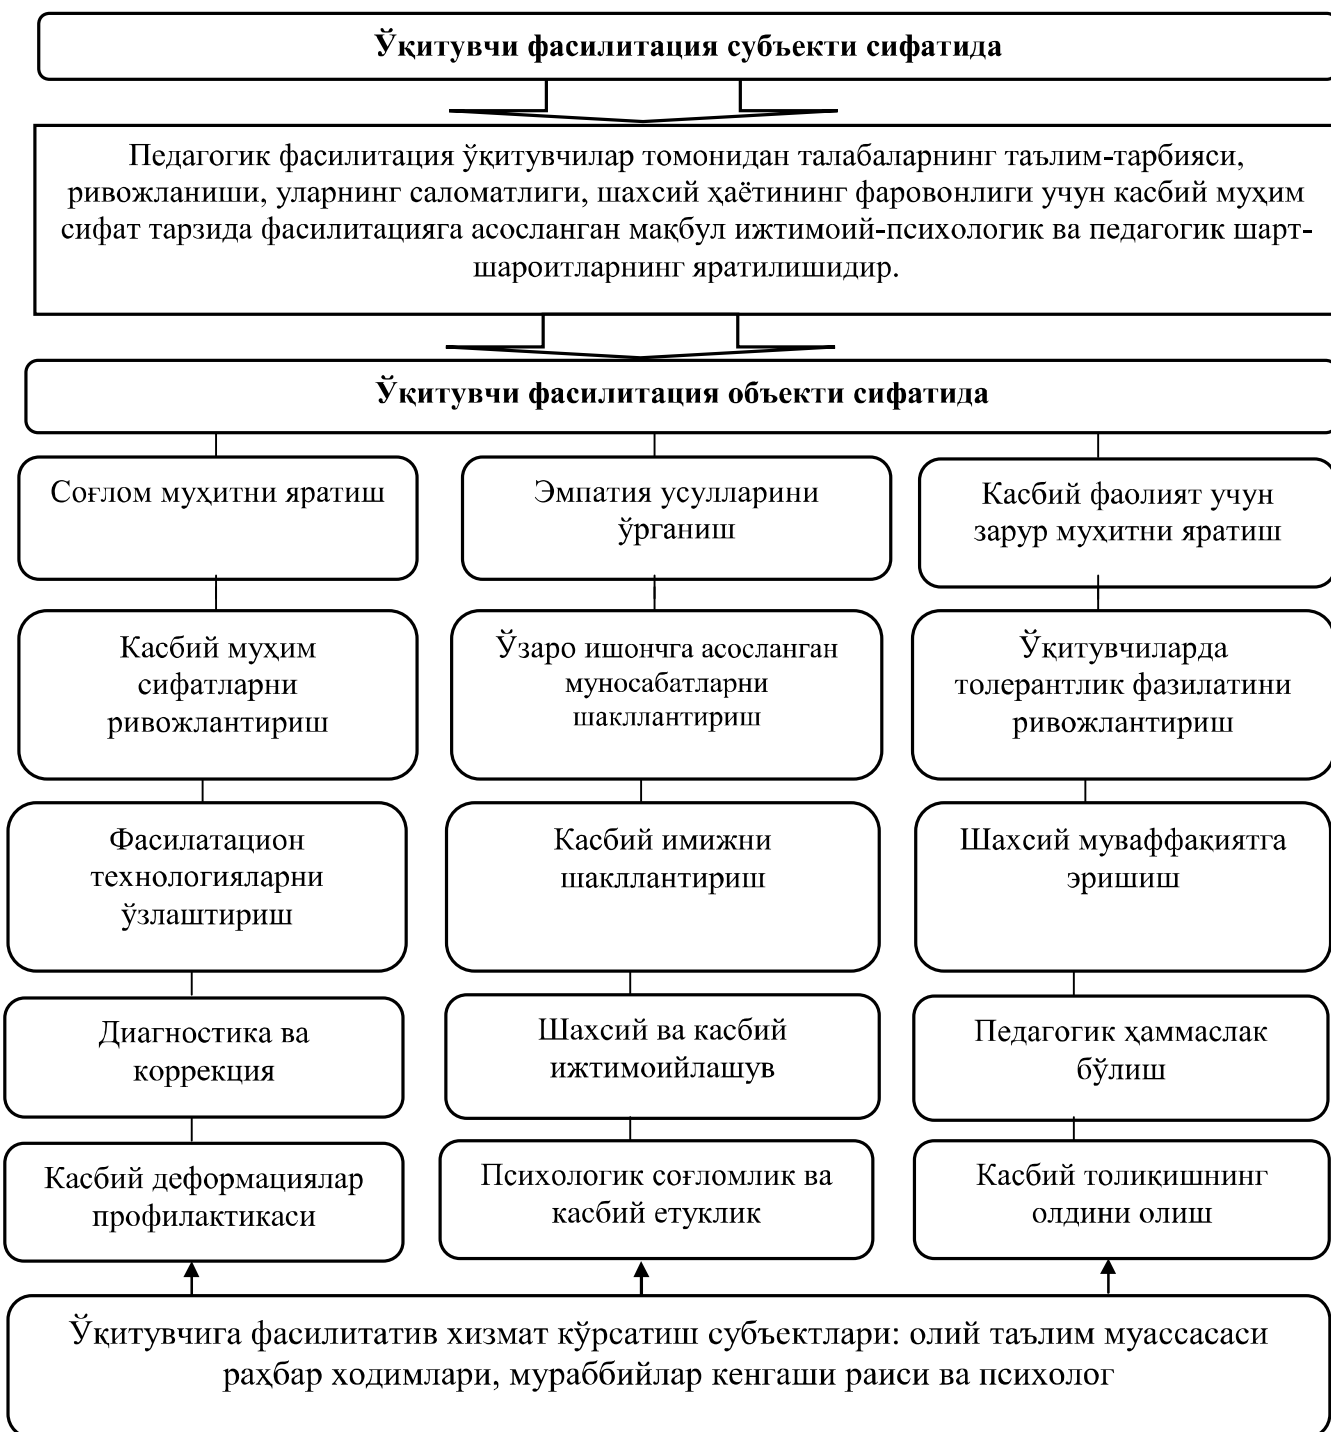 Ўқитувчи фасилитация субъекти сифатида
Педагогик фасилитация ўқитувчилар томонидан талабаларнинг таълим-тарбияси,
ривожланиши, уларнинг саломатлиги, шахсий ҳаётининг фаровонлиги учун касбий муҳим
сифат тарзида фасилитацияга асосланган мақбул ижтимоий-психологик ва педагогик шарт-
шароитларнинг яратилишидир.
Ўқитувчи фасилитация объекти сифатида
Соғлом муҳитни яратиш
Эмпатия усулларини
ўрганиш
Касбий фаолият учун
зарур муҳитни яратиш
Касбий муҳим
сифатларни
ривожлантириш
Ўзаро ишончга асосланган
муносабатларни
шакллантириш
Ўқитувчиларда
толерантлик фазилатини
ривожлантириш
Фасилатацион
технологияларни
ўзлаштириш
Касбий имижни
шакллантириш
Шахсий муваффақиятга
эришиш
Диагностика ва
коррекция
Шахсий ва касбий
ижтимоийлашув
Педагогик ҳаммаслак
бўлиш
Касбий деформациялар
профилактикаси
Психологик соғломлик ва
касбий етуклик
Касбий толиқишнинг
олдини олиш
Ўқитувчига фасилитатив хизмат кўрсатиш субъектлари: олий таълим муассасаси
раҳбар ходимлари, мураббийлар кенгаши раиси ва психолог